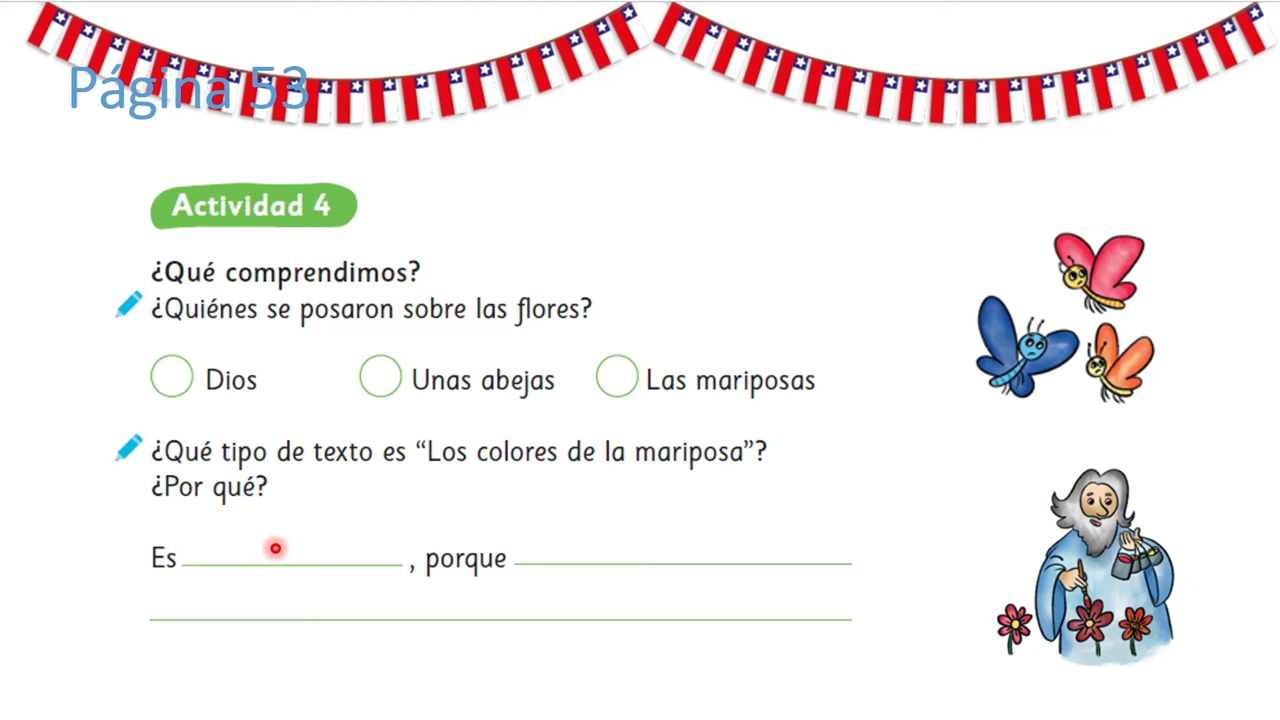 Página 53
Actividad 4
¿Qué comprendimos?
¿Quiénes se posaron sobre las flores?
Dios Unas abejas Las mariposas
¿Qué tipo de texto es “Los colores de la mariposa”?
¿Por qué?
Es , porque